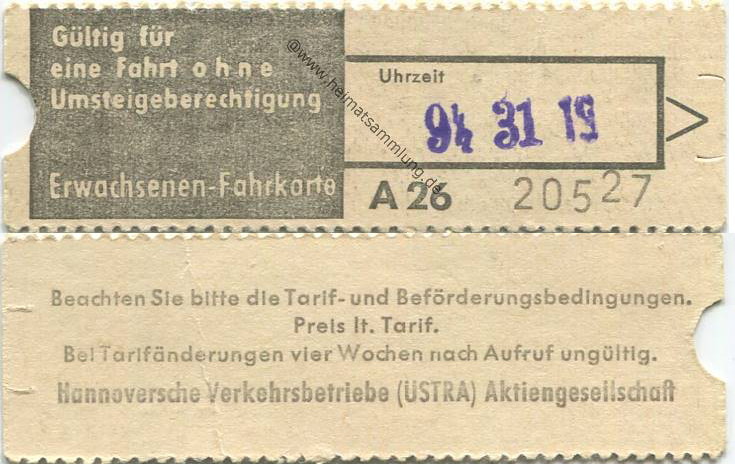 Gültig für
eine Fahrt ohne
Umsteigeberechtigung
Erwachsenen-Fahrkarte
Uhrzeit
94 31 19
A 26 20527
@www.heimatsammlung.de
Beachten Sie bitte die Tarif- und Beförderungsbedingungen.
Preis lt. Tarif.
Bei Tarifänderungen vier Wochen nach Aufruf ungültig.
Hannoversche Verkehrsbetriebe (ÜSTRA) Aktiengesellschaft